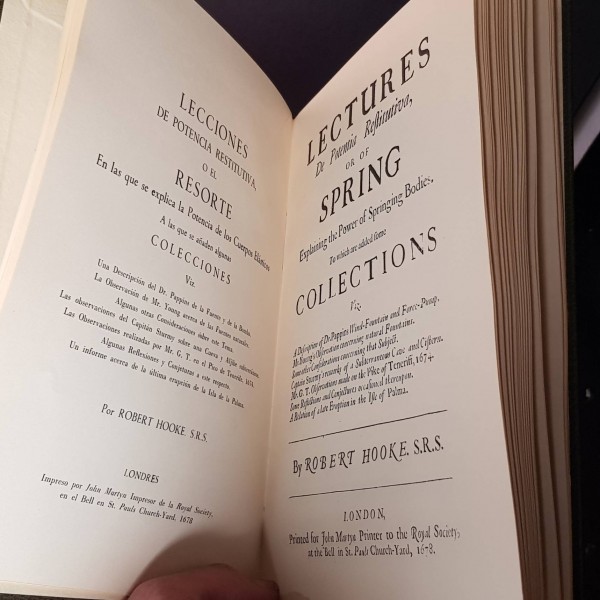 LECCIONES
DE POTENCIA RESTITUTIVA,
O EL
RESORTE
En las que se explica la Potencia de los Cuerpos Elásticos
A las que se añaden algunas
COLECCIONES
Viz.
Una Descripción del Dr. Pappins de la Fuente y de la Bomba
La Observación de Mr. Young acerca de las Fuentes naturales.
Algunas otras Consideraciones sobre este Tema.
Las observaciones del Capitán Sturmy sobre una Cueva y Aljibe subterráneos.
Las Observaciones realizadas por Mr. G. T. en el Pico de Tenerife, 1674.
Algunas Reflexiones y Conjeturas a este respecto.
Un informe acerca de la última erupción de la Isla de la Palma.
Por ROBERT HOOKE. S.R.S.
LONDRES
Impreso por John Martyn Impresor de la Royal Society,
en el Bell en St. Pauls Church-Yard, 1678
LECTURES
De Potentia Restitutiva,
OR OF
SPRING
Explaining the Power of Springing Bodies.
To which are added some
COLLECTIONS
Viz.
A Description of Dr. Pappins Wind-Fountain and Force-Pump.
Mr. Youngs Observation concerning natural Fountains.
Some other Considerations concerning that Subject.
Captain Sturmy's remarks of a Subterraneous Cave and Cistern.
Mr. G. T. Observations made on the Pike of Teneriff, 1674.
Some Reflections and Conjectures occasioned thereupon.
A Relation of a late Eruption in the Isle of Palma.
By ROBERT HOOKE. S.R.S.
LONDON,
Printed for John Martyn Printer to the Royal Society,
at the Bell in St. Pauls Church-Yard, 1678.